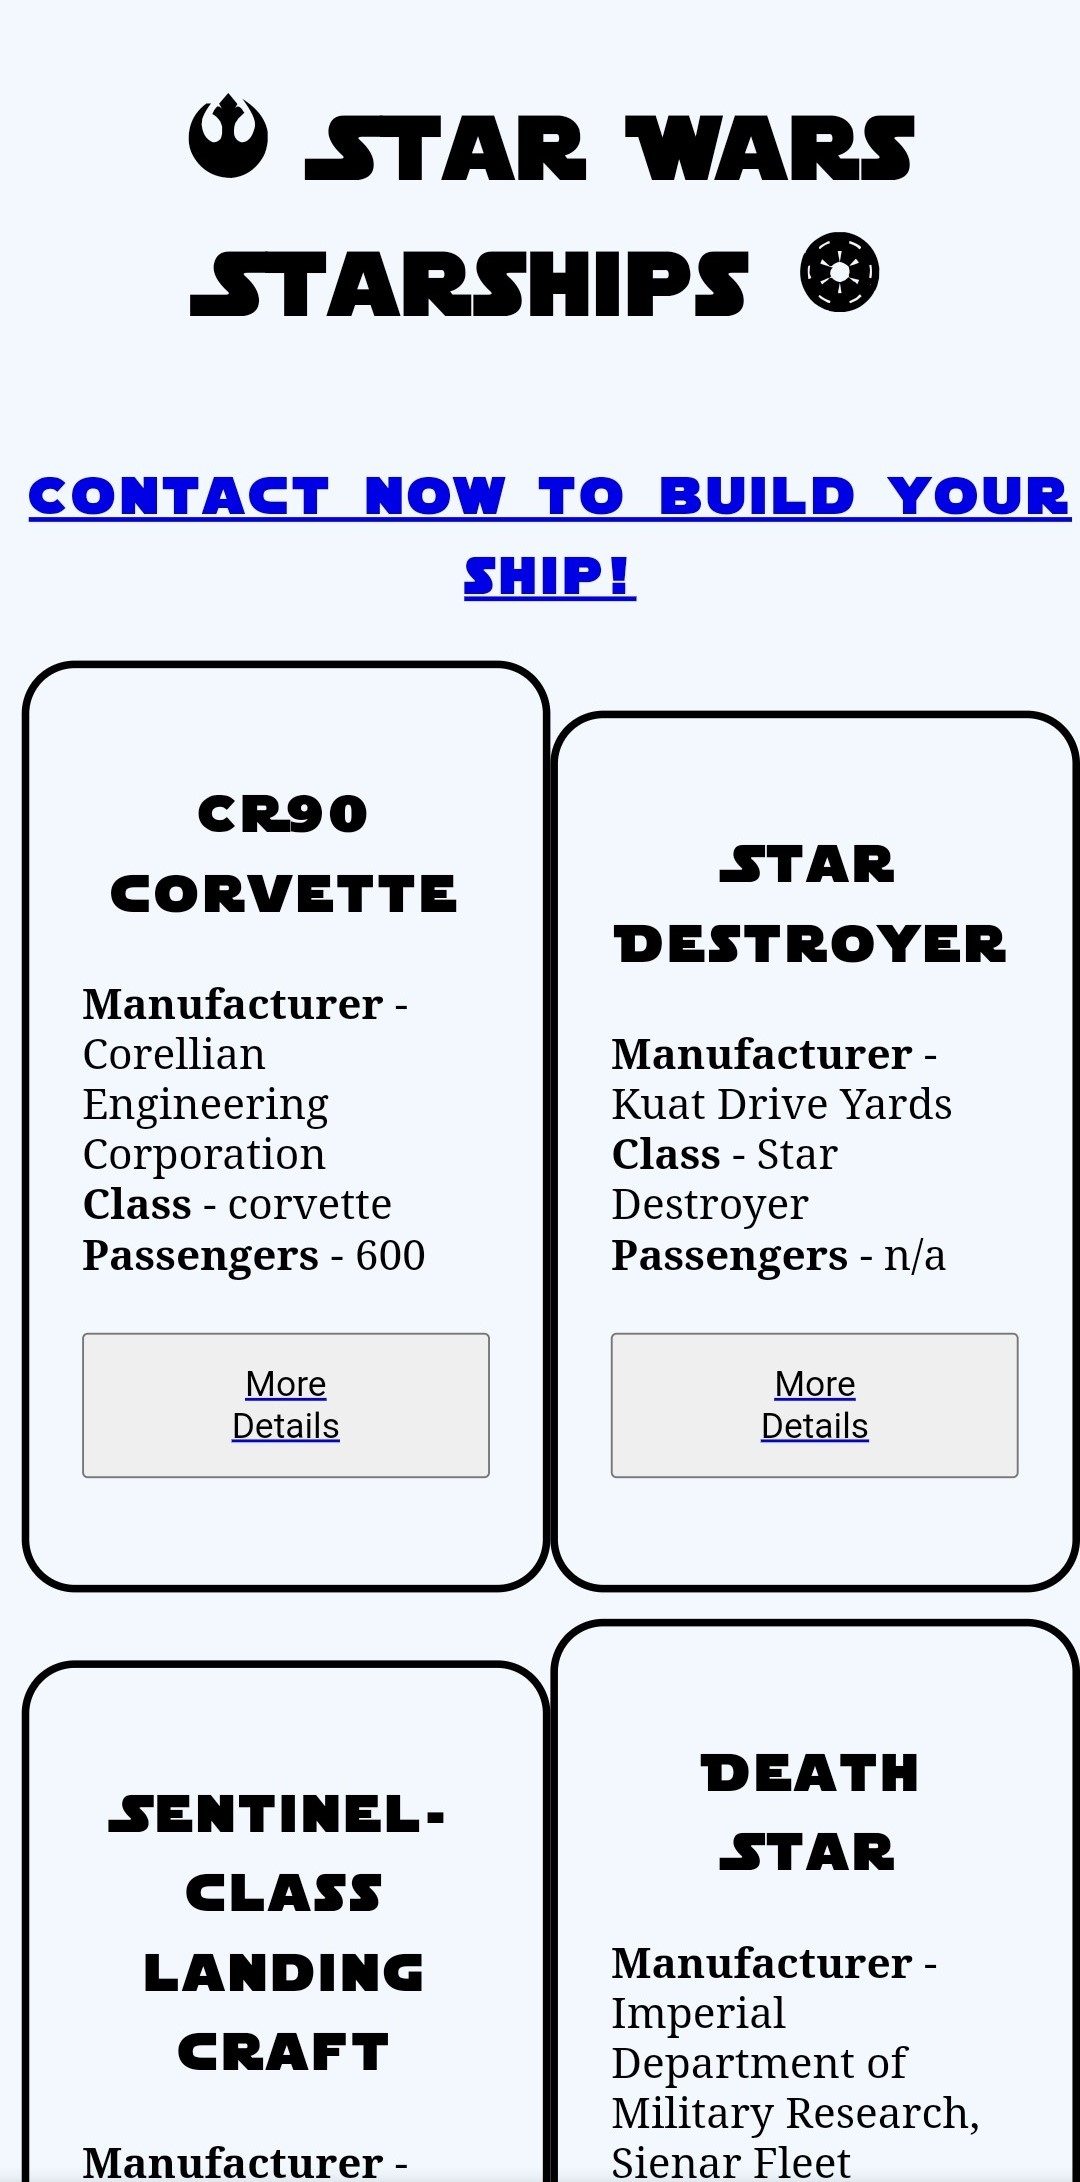 Star Wars
Starships
Contact now to build your
ship!
CR90
Corvette
Manufacturer -
Corellian
Engineering
Corporation
Class - corvette
Passengers - 600
More
Details
Star
Destroyer
Manufacturer -
Kuat Drive Yards
Class - Star
Destroyer
Passengers - n/a
More
Details
Sentinel-
class
landing
craft
Manufacturer -
Death
Star
Manufacturer -
Imperial
Department of
Military Research,
Sienar Fleet